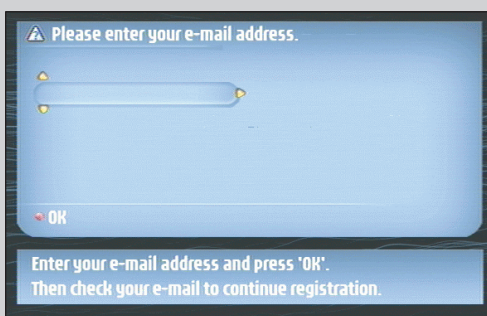 Please enter your e-mail address.
OK
Enter your e-mail address and press 'OK'.
Then check your e-mail to continue registration.